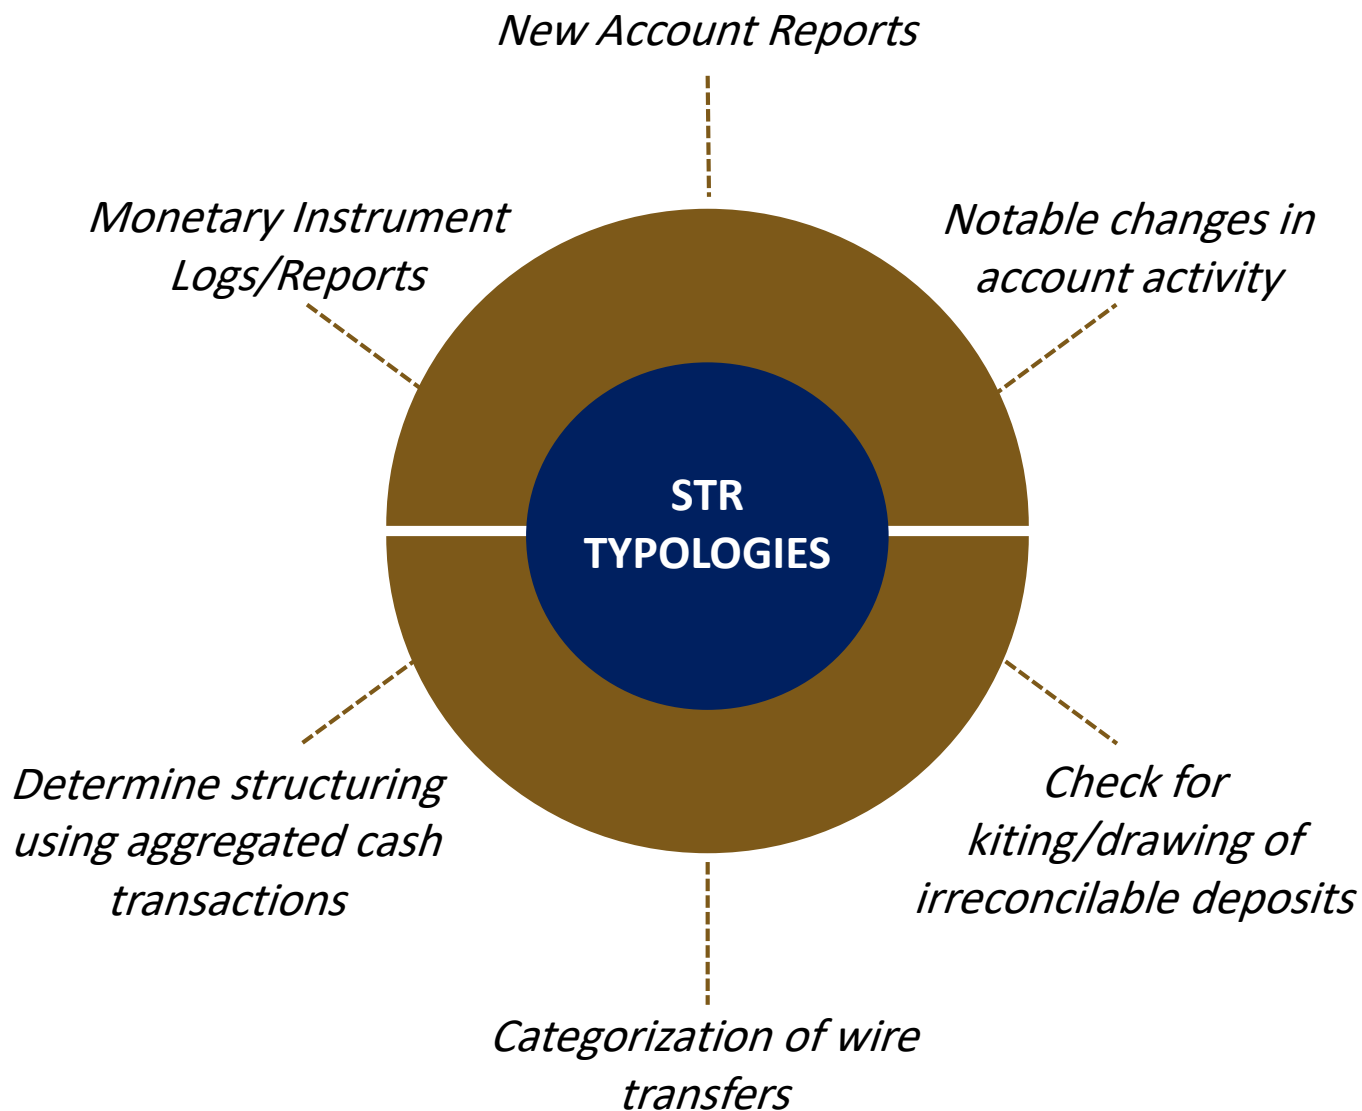 New Account Reports
Monetary Instrument
Logs/Reports
Notable changes in
account activity
STR
TYPOLOGIES
Determine structuring
using aggregated cash
transactions
Check for
kiting/drawing of
irreconcilable deposits
Categorization of wire
transfers